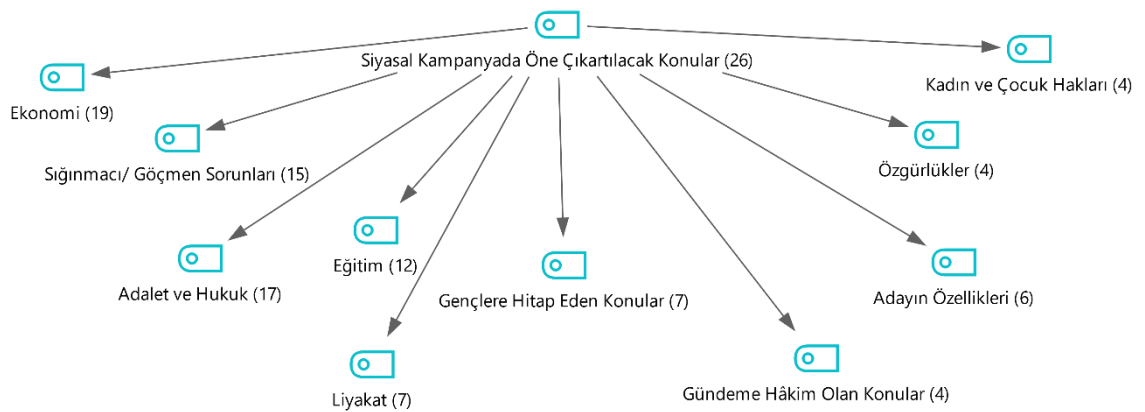 Siyasal Kampanyada Öne Çıkartılacak Konular (26)
Kadın ve Çocuk Hakları (4)
Ekonomi (19)
Sığınmacı/ Göçmen Sorunları (15)
Özgürlükler (4)
Eğitim (12)
Adalet ve Hukuk (17)
Gençlere Hitap Eden Konular (7)
Adayın Özellikleri (6)
Liyakat (7)
Gündeme Hâkim Olan Konular (4)